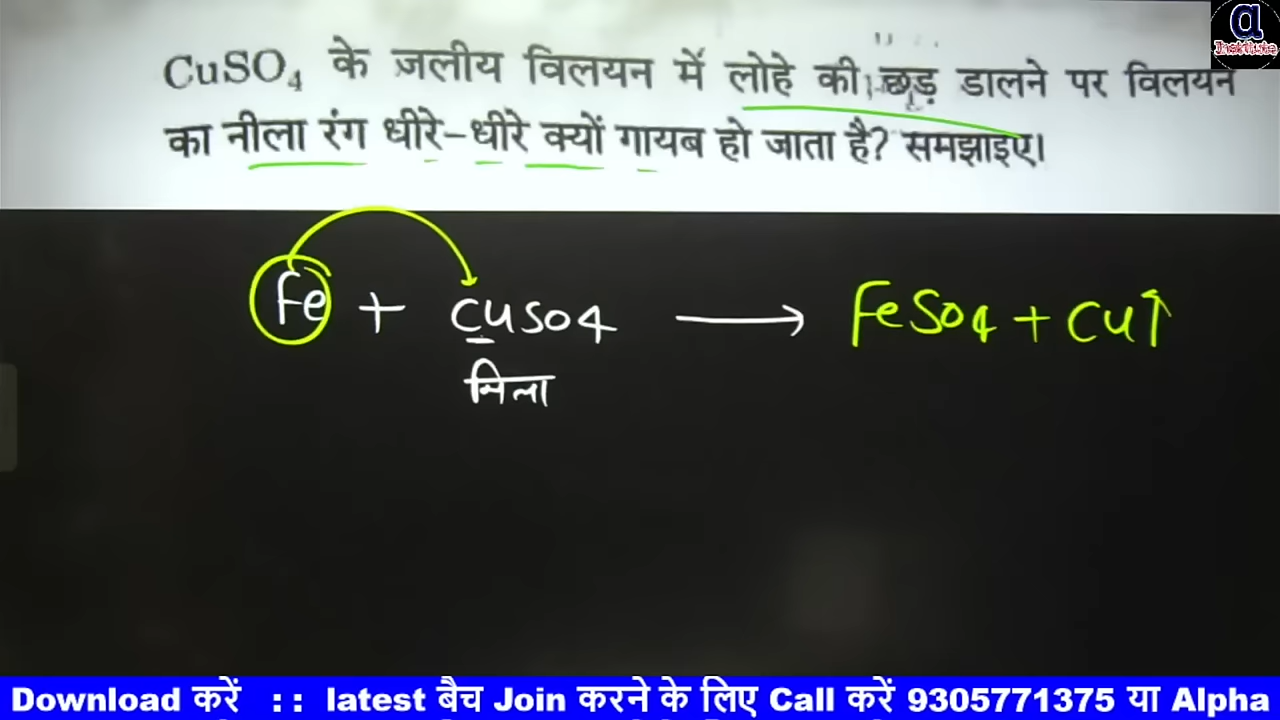 a
Institute
CuSO₄ के जलीय विलयन में लोहे की छड़ डालने पर विलयन
का नीला रंग धीरे-धीरे क्यों गायब हो जाता है? समझाइए।
Fe + CuSO4 ⟶ FeSO4 + Cu↑
निला
Download करें :: latest बैच Join करने के लिए Call करें 9305771375 या Alpha